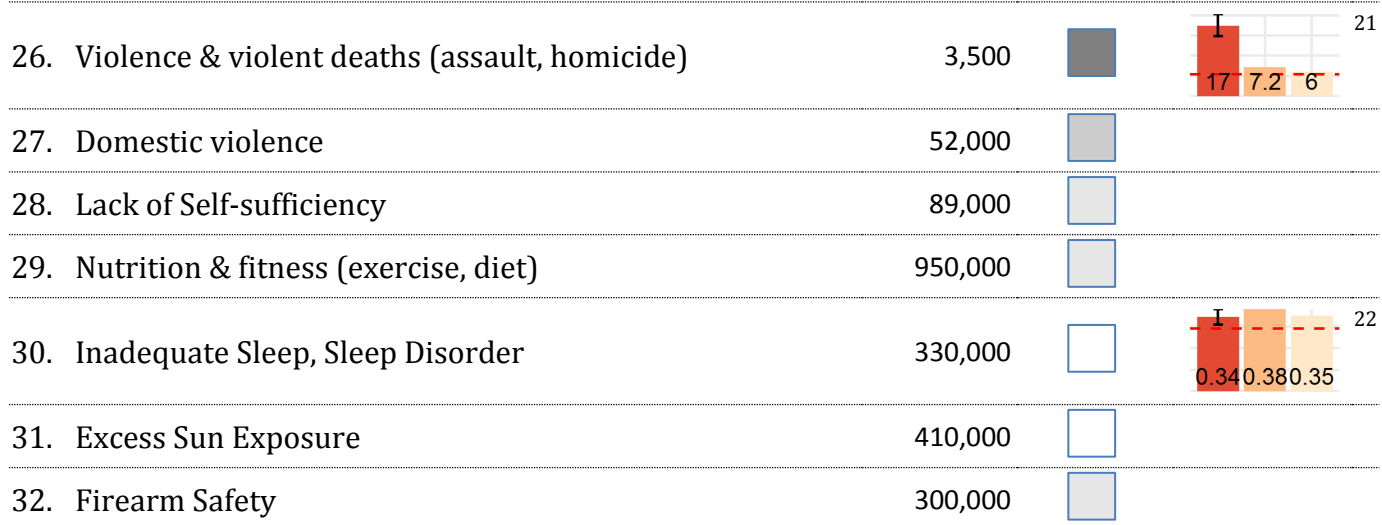 26. Violence & violent deaths (assault, homicide) 3,500 17 7.2 6 21
27. Domestic violence 52,000
28. Lack of Self-sufficiency 89,000
29. Nutrition & fitness (exercise, diet) 950,000
30. Inadequate Sleep, Sleep Disorder 330,000 0.34 0.38 0.35 22
31. Excess Sun Exposure 410,000
32. Firearm Safety 300,000